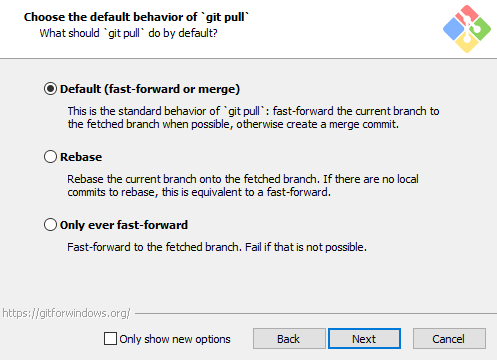 Choose the default behavior of `git pull`
What should `git pull` do by default?
Default (fast-forward or merge)
This is the standard behavior of `git pull`: fast-forward the current branch to
the fetched branch when possible, otherwise create a merge commit.
Rebase
Rebase the current branch onto the fetched branch. If there are no local
commits to rebase, this is equivalent to a fast-forward.
Only ever fast-forward
Fast-forward to the fetched branch. Fail if that is not possible.
https://gitforwindows.org/
Only show new options
Back
Next
Cancel